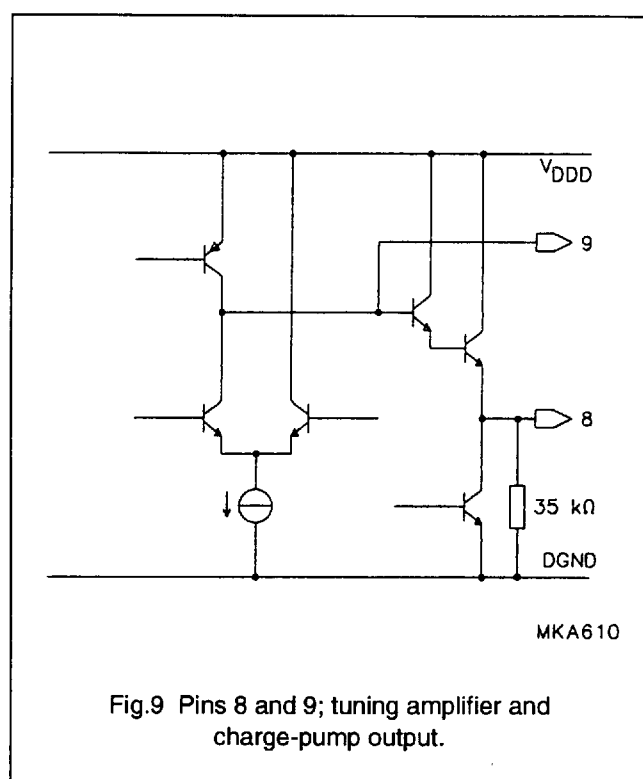 V_DDD
9
8
35 kΩ
DGND
MKA610
Fig.9 Pins 8 and 9; tuning amplifier and
charge-pump output.